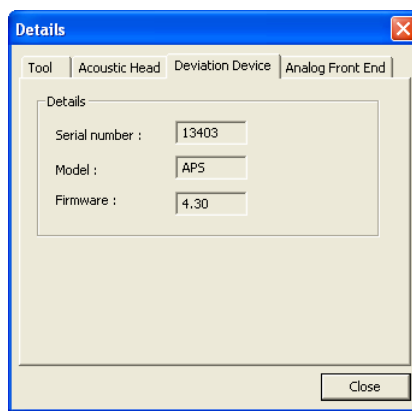 Details
Tool Acoustic Head Deviation Device Analog Front End
Details
Serial number : 13403
Model : APS
Firmware : 4.30
Close